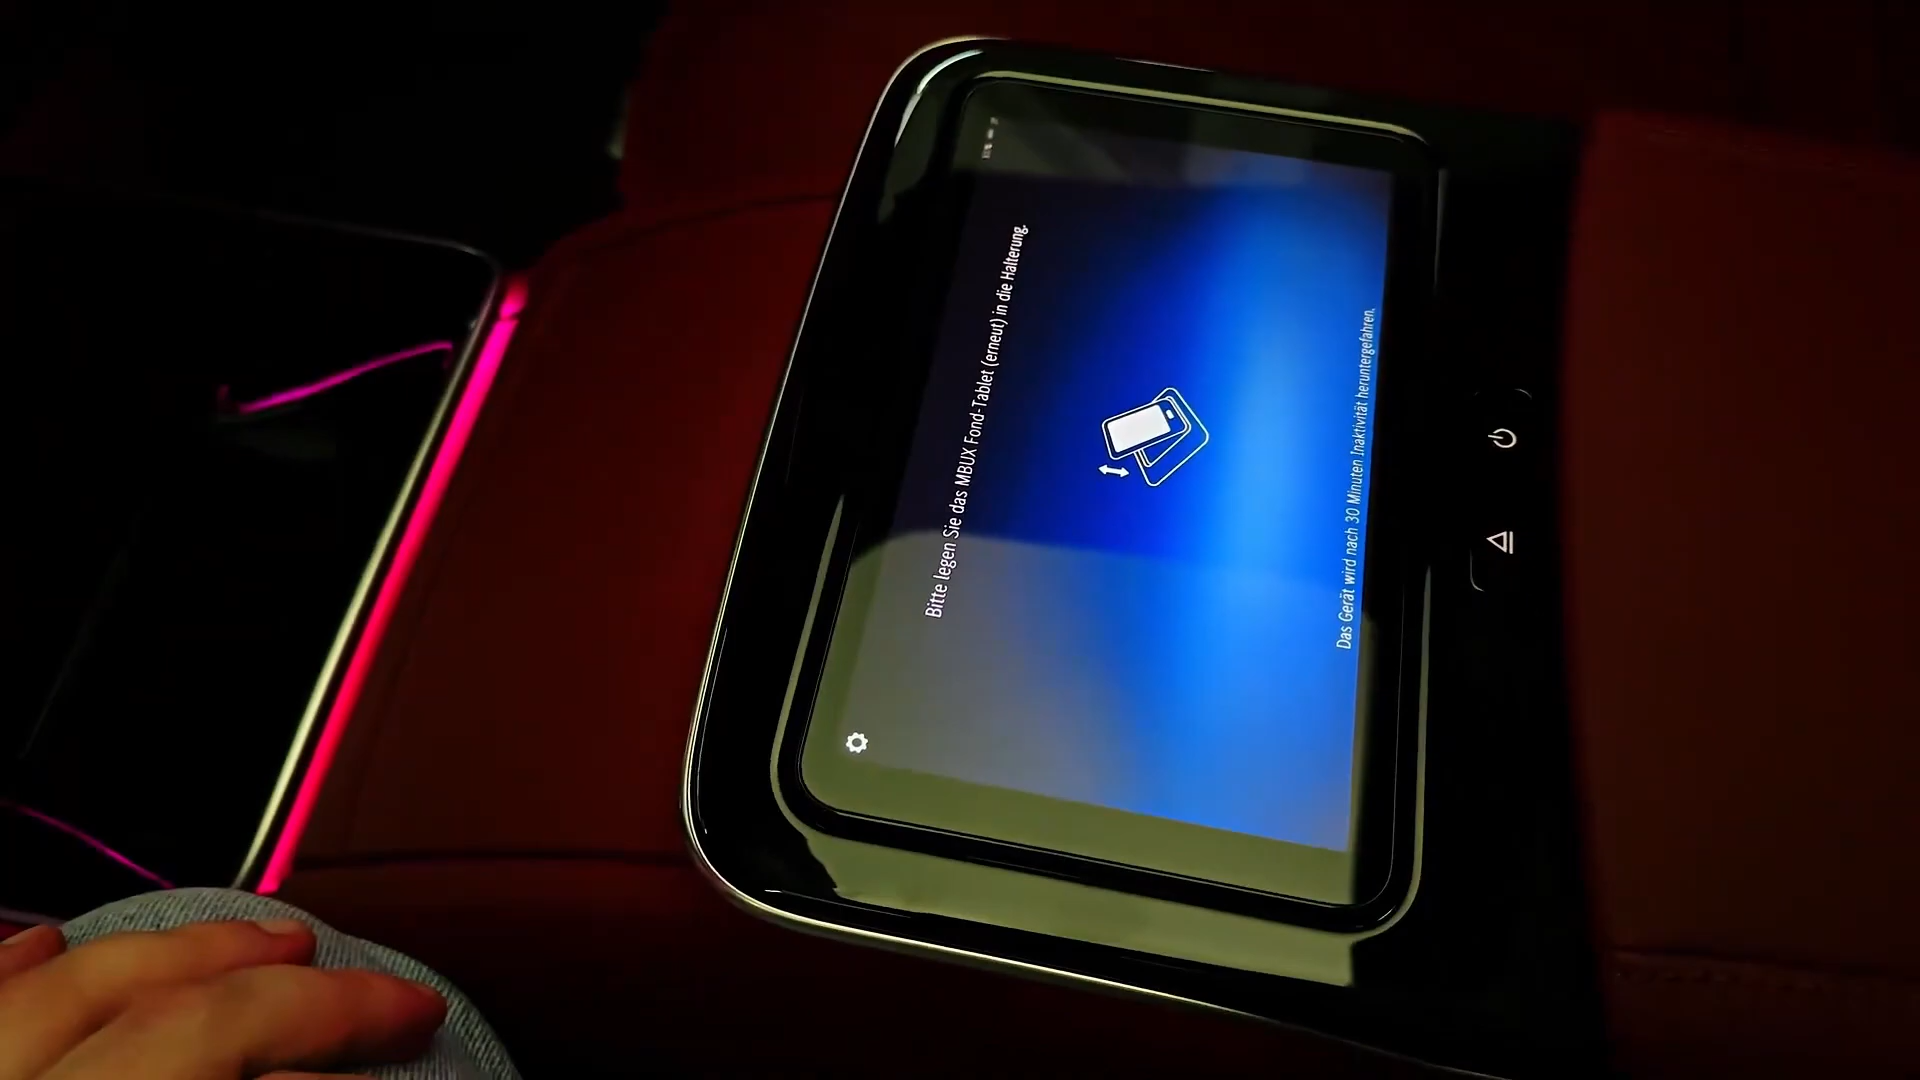 Bitte legen Sie das MBUX Fond-Tablet (erneut) in die Halterung.
Das Gerät wird nach 30 Minuten Inaktivität heruntergefahren.